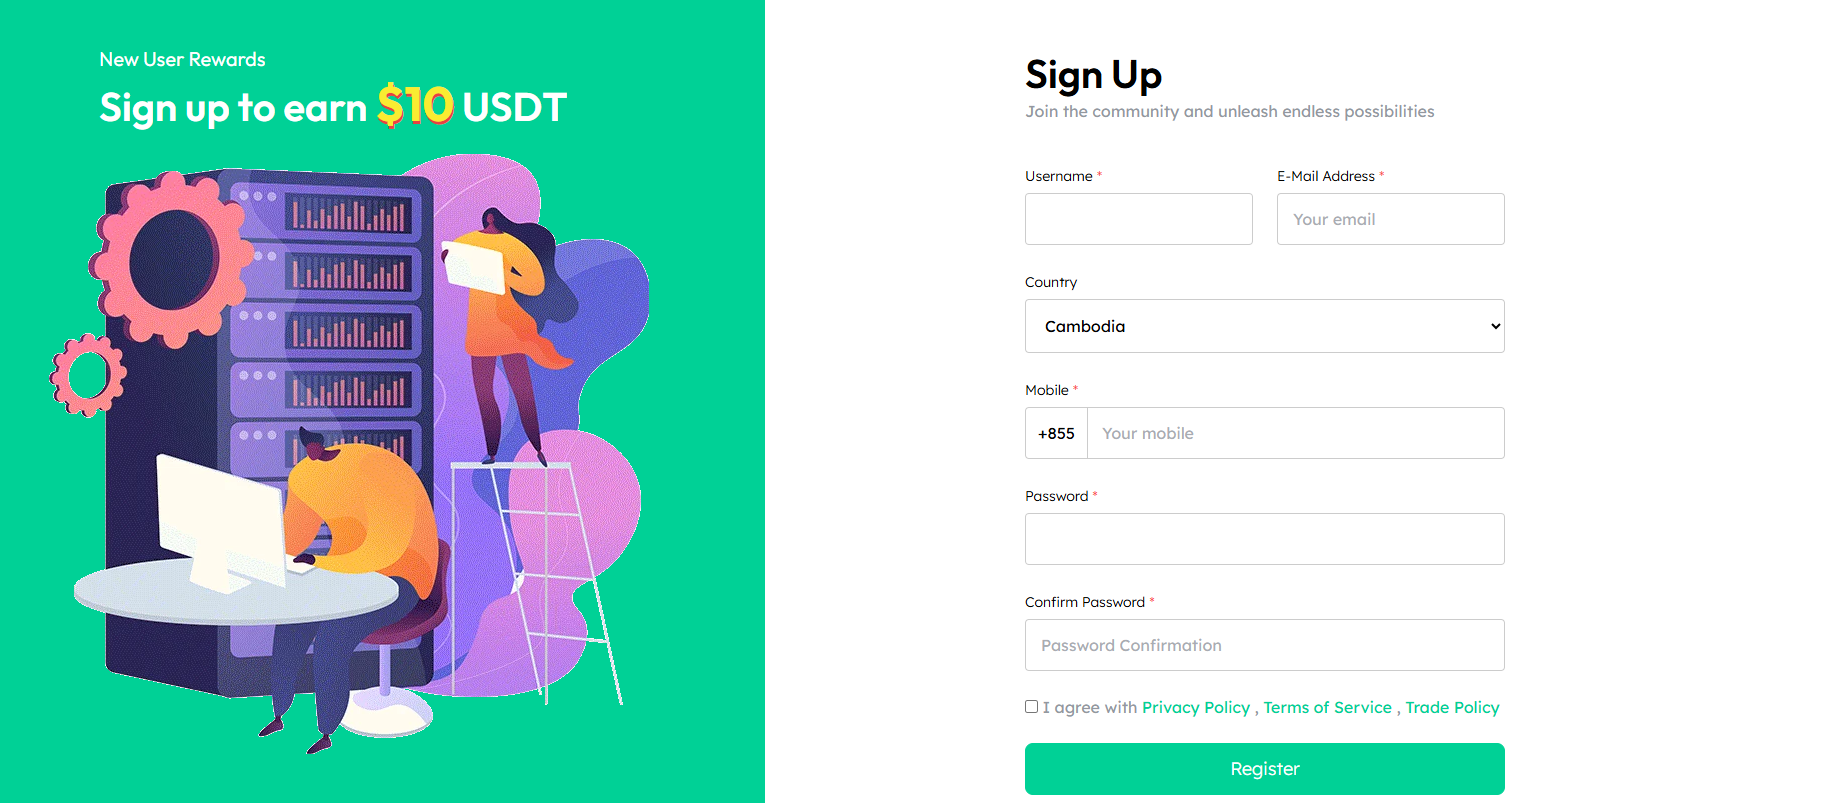 New User Rewards
Sign up to earn $10 USDT
Sign Up
Join the community and unleash endless possibilities
Username * E-Mail Address *
Your email
Country
Cambodia
Mobile *
+855 Your mobile
Password *
Confirm Password *
Password Confirmation
I agree with Privacy Policy , Terms of Service , Trade Policy
Register